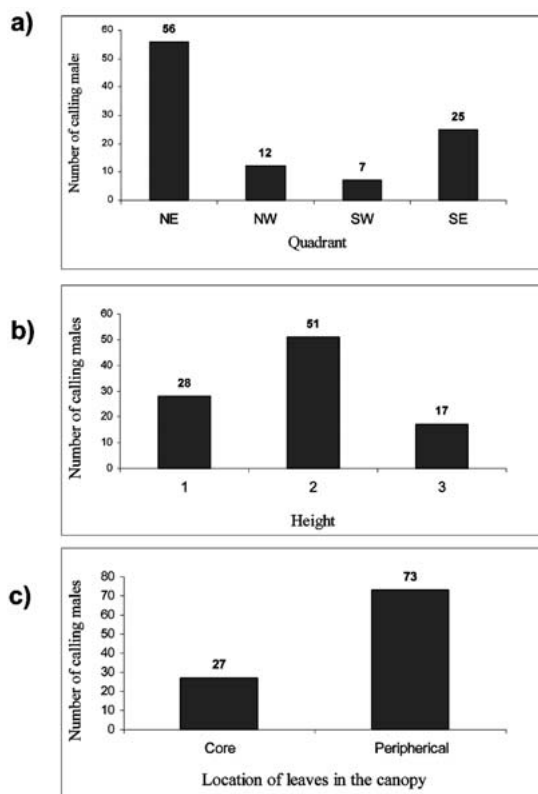 a)
Number of calling males
60
50
40
30
20
10
0
56
12
7
25
NE NW SW SE
Quadrant
b)
Number of calling males
60
50
40
30
20
10
0
28
51
17
1 2 3
Height
c)
Number of calling males
80
70
60
50
40
30
20
10
0
27
73
Core Peripherical
Location of leaves in the canopy